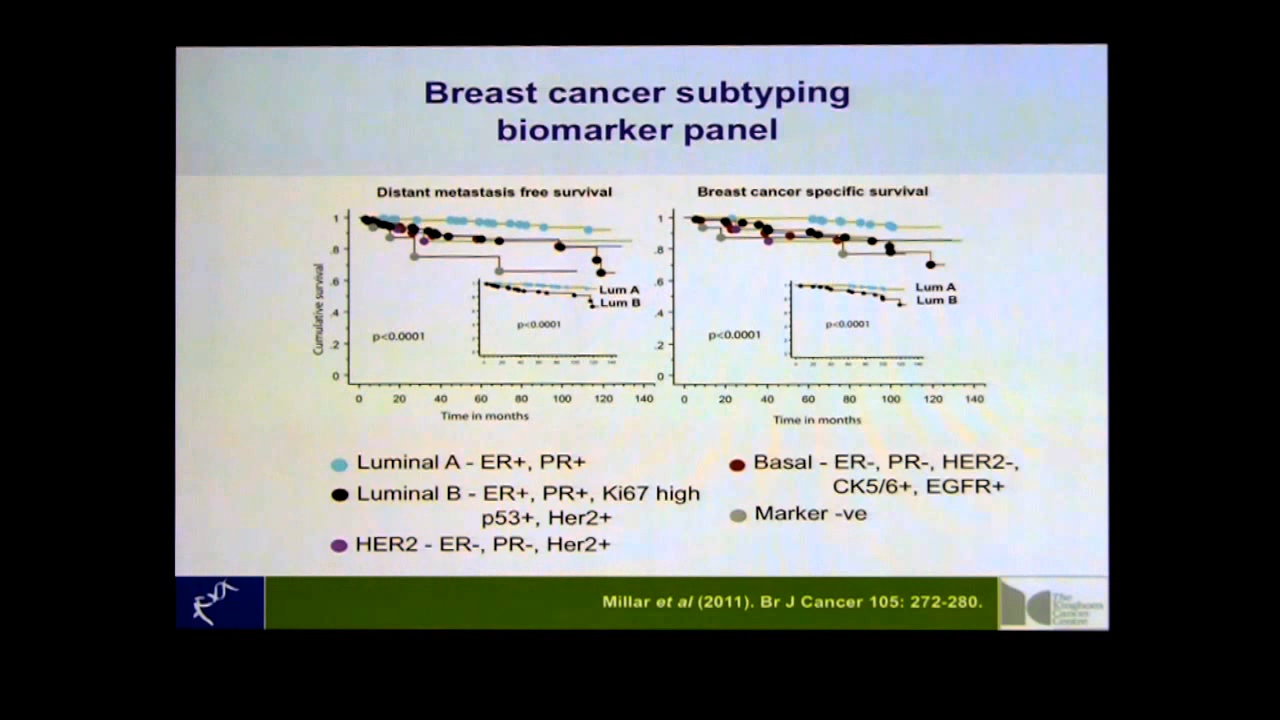 Breast cancer subtyping
biomarker panel
Distant metastasis free survival
Breast cancer specific survival
Cumulative survival
1
.8
.6
.4
.2
0
p<0.0001
Lum A
Lum B
p<0.0001
0 20 40 60 80 100 120 140
Time in months
1
.8
.6
.4
.2
0
p<0.0001
Lum A
Lum B
p<0.0001
0 20 40 60 80 100 120 140
Time in months
Luminal A - ER+, PR+
Luminal B - ER+, PR+, Ki67 high
p53+, Her2+
HER2 - ER-, PR-, Her2+
Basal - ER-, PR-, HER2-,
CK5/6+, EGFR+
Marker -ve
Millar et al (2011). Br J Cancer 105: 272-280.
The
Kinghorn
Cancer
Centre